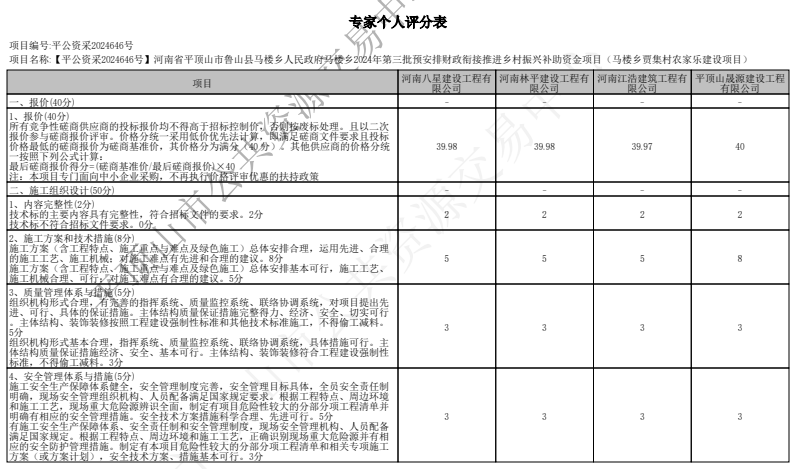 专家个人评分表
项目编号:平公资采2024646号
项目名称:【平公资采2024646号】河南省平顶山市鲁山县马楼乡人民政府马楼乡2024年第三批预安排财政衔接推进乡村振兴补助资金项目（马楼乡贾集村农家乐建设项目）
项目 河南八星建设工程有限公司 河南林平建设工程有限公司 河南江浩建筑工程有限公司 平顶山晟源建设工程有限公司
一、报价(40分) - - - -
1、报价(40分)
所有竞争性磋商供应商的投标报价均不得高于招标控制价，否则按废标处理。且以二次
报价参与磋商报价评审。价格分统一采用低价优先法计算，即满足磋商文件要求且投标
价格最低的磋商报价为磋商基准价，其价格分为满分（40分）。其他供应商的价格分统
一按照下列公式计算：
最后磋商报价得分=(磋商基准价/最后磋商报价)×40
注：本项目专门面向中小企业采购，不再执行价格评审优惠的扶持政策
39.98 39.98 39.97 40
二、施工组织设计(50分) - - - -
1、内容完整性(2分)
技术标的主要内容具有完整性，符合招标文件的要求。2分
技术标不符合招标文件要求。0分。
2 2 2 2
2、施工方案和技术措施(8分)
施工方案（含工程特点、施工重点与难点及绿色施工）总体安排合理，运用先进、合理
的施工工艺、施工机械；对施工难点有先进和合理的建议。8分
施工方案（含工程特点、施工重点与难点及绿色施工）总体安排基本可行，施工工艺、
施工机械合理、可行；对施工难点有合理的建议。5分
5 5 5 8
3、质量管理体系与措施(5分)
组织机构形式合理，有完善的指挥系统、质量监控系统、联络协调系统，对项目提出先
进、可行、具体的保证措施。主体结构质量保证措施完整得力、经济、安全、切实可行
。主体结构、装饰装修按照工程建设强制性标准和其他技术标准施工，不得偷工减料。
5分
组织机构形式基本合理，指挥系统、质量监控系统、联络协调系统，具体措施可行。主
体结构质量保证措施经济、安全、基本可行。主体结构、装饰装修符合工程建设强制性
标准，不得偷工减料。3分
3 3 3 3
4、安全管理体系与措施(5分)
施工安全生产保障体系健全，安全管理制度完善，安全管理目标具体，全员安全责任制
明确，现场安全管理组织机构、人员配备满足国家规定要求。根据工程特点、周边环境
和施工工艺，现场重大危险源辨识全面，制定有项目危险性较大的分部分项工程清单并
明确有相应的安全管理措施。安全技术方案措施科学合理、先进可行。5分
有施工安全生产保障体系、安全责任制和安全管理制度，现场安全管理机构、人员配备
满足国家规定。根据工程特点、周边环境和施工工艺，正确识别现场重大危险源并有相
应的安全防护管理措施。制定有本项目危险性较大的分部分项工程清单和相关专项施工
方案（或方案计划），安全技术方案、措施基本可行。3分
3 3 3 3